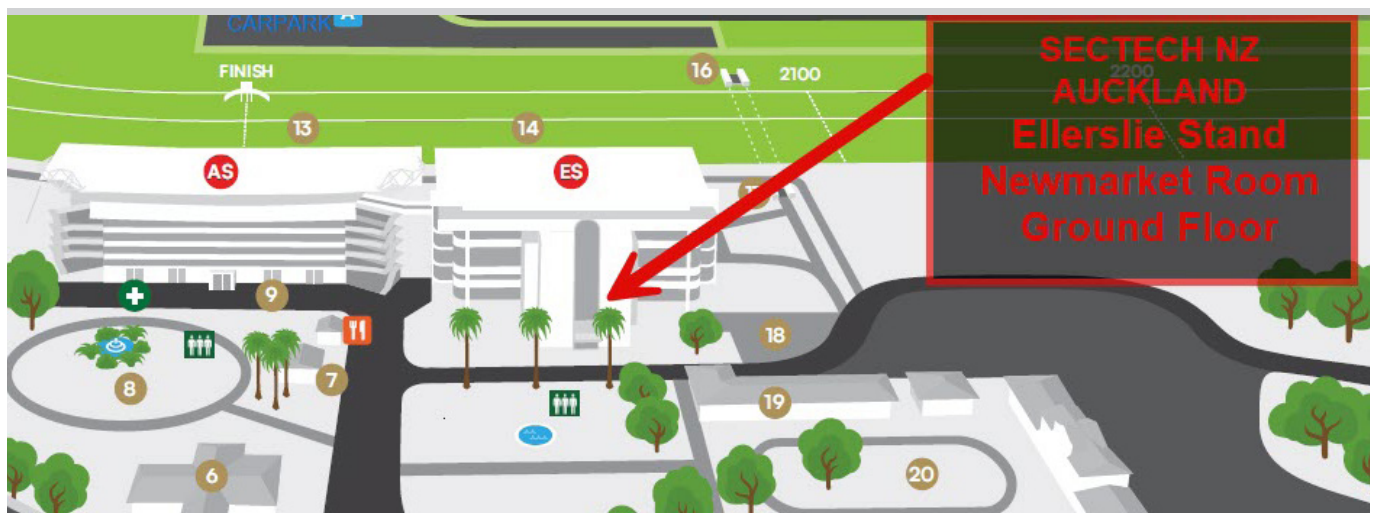 CARPARK A
SECTECH NZ
AUCKLAND
Ellerslie Stand
Newmarket Room
Ground Floor
FINISH
16
2100
2200
13
14
AS
ES
17
9
18
8
7
19
6
20